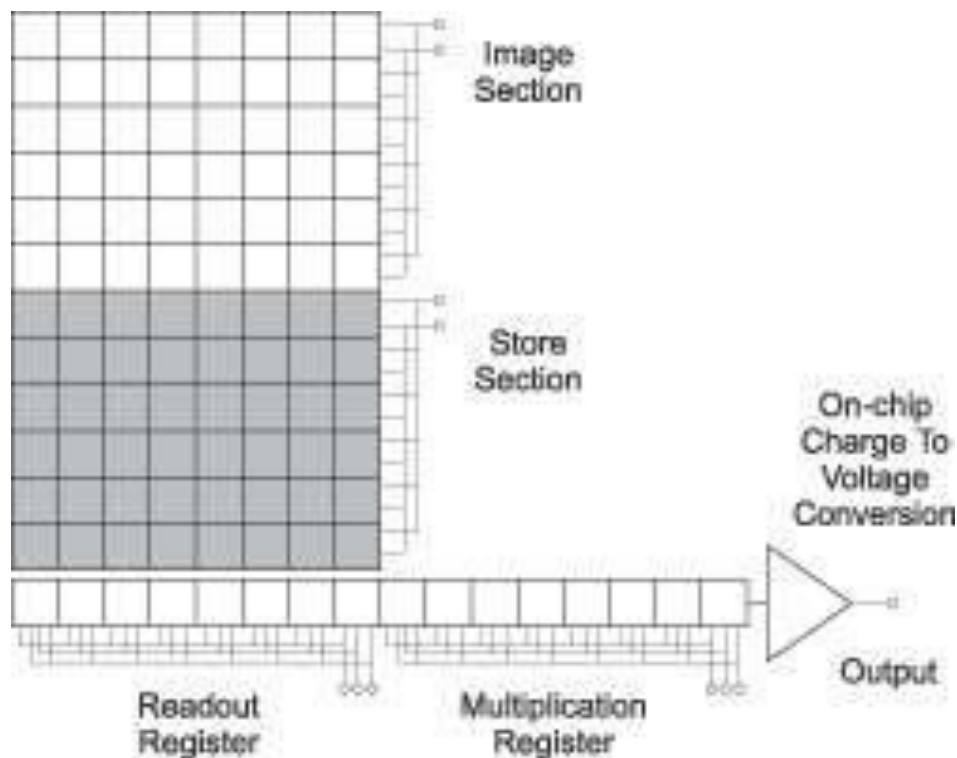 Image
Section
Store
Section
On-chip
Charge To
Voltage
Conversion
Output
Readout
Register
Multiplication
Register